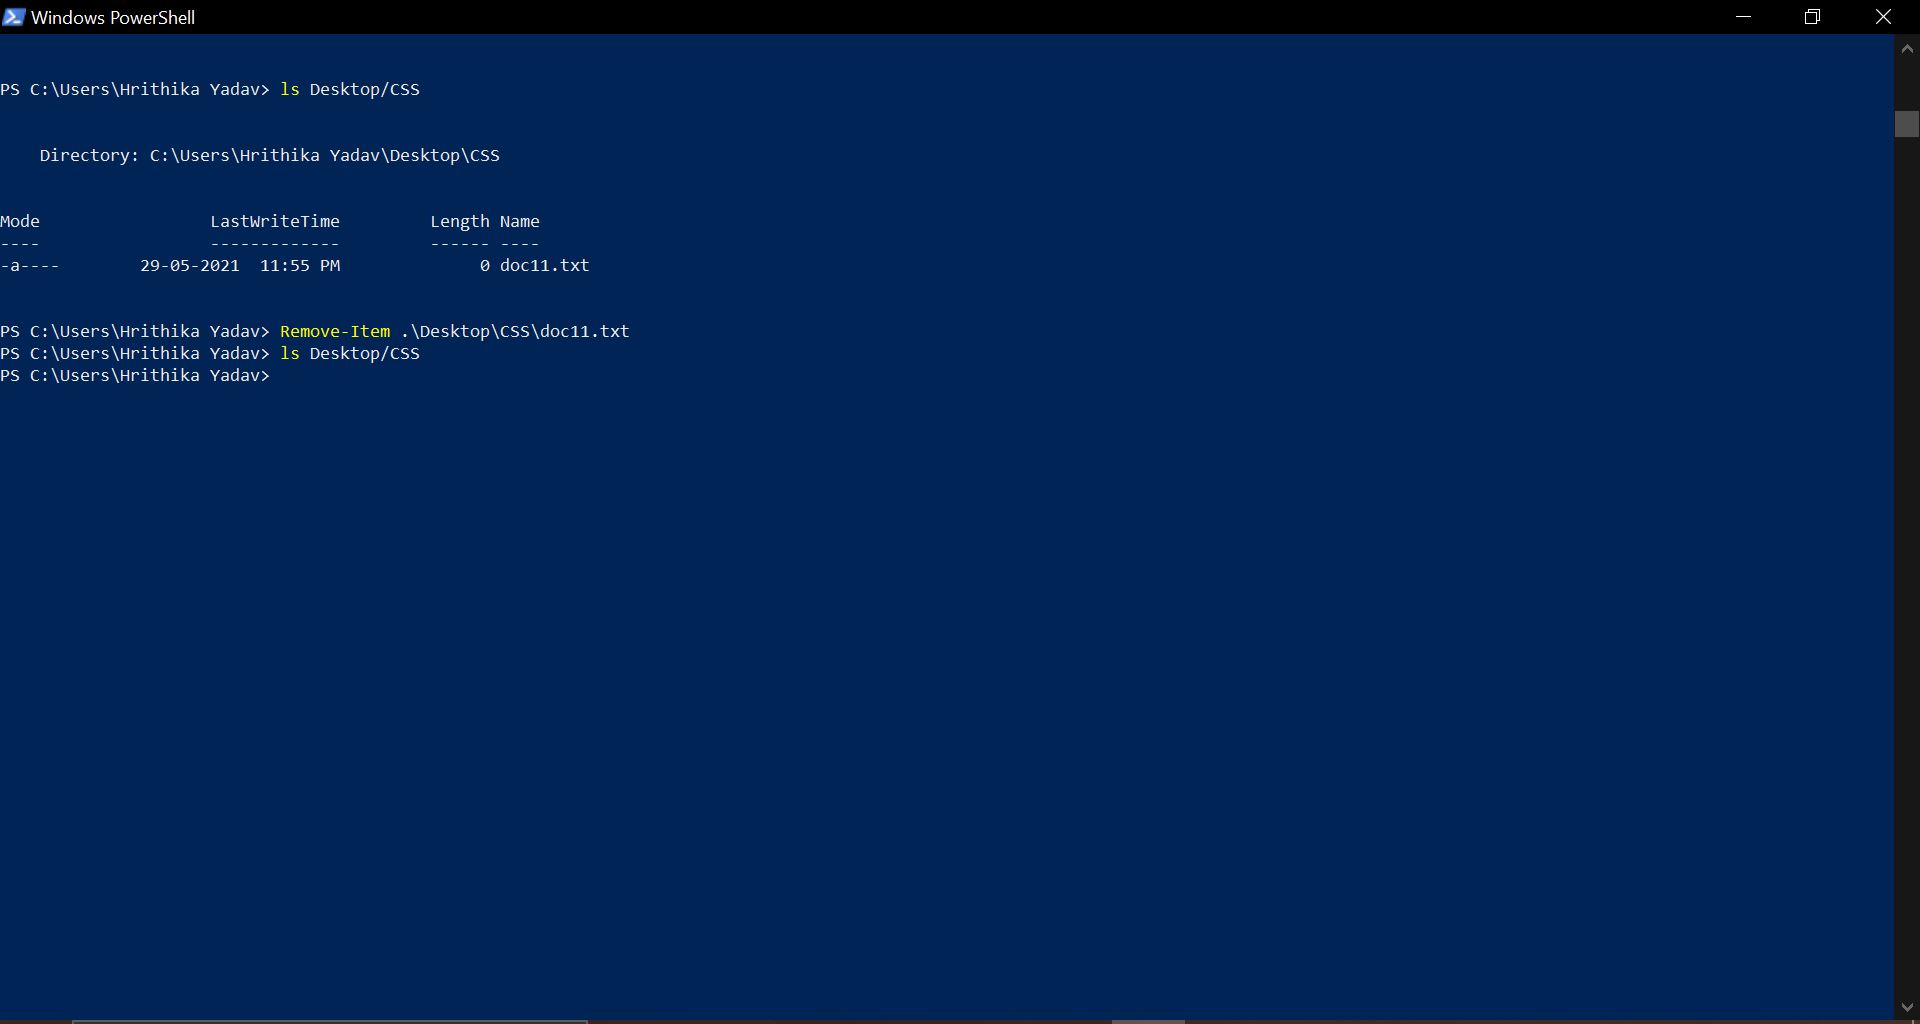 Windows PowerShell
PS C:\Users\Hrithika Yadav> ls Desktop/CSS
    Directory: C:\Users\Hrithika Yadav\Desktop\CSS
Mode                 LastWriteTime         Length Name
----                 -------------         ------ ----
-a----        29-05-2021  11:55 PM              0 doc11.txt
PS C:\Users\Hrithika Yadav> Remove-Item .\Desktop\CSS\doc11.txt
PS C:\Users\Hrithika Yadav> ls Desktop/CSS
PS C:\Users\Hrithika Yadav>